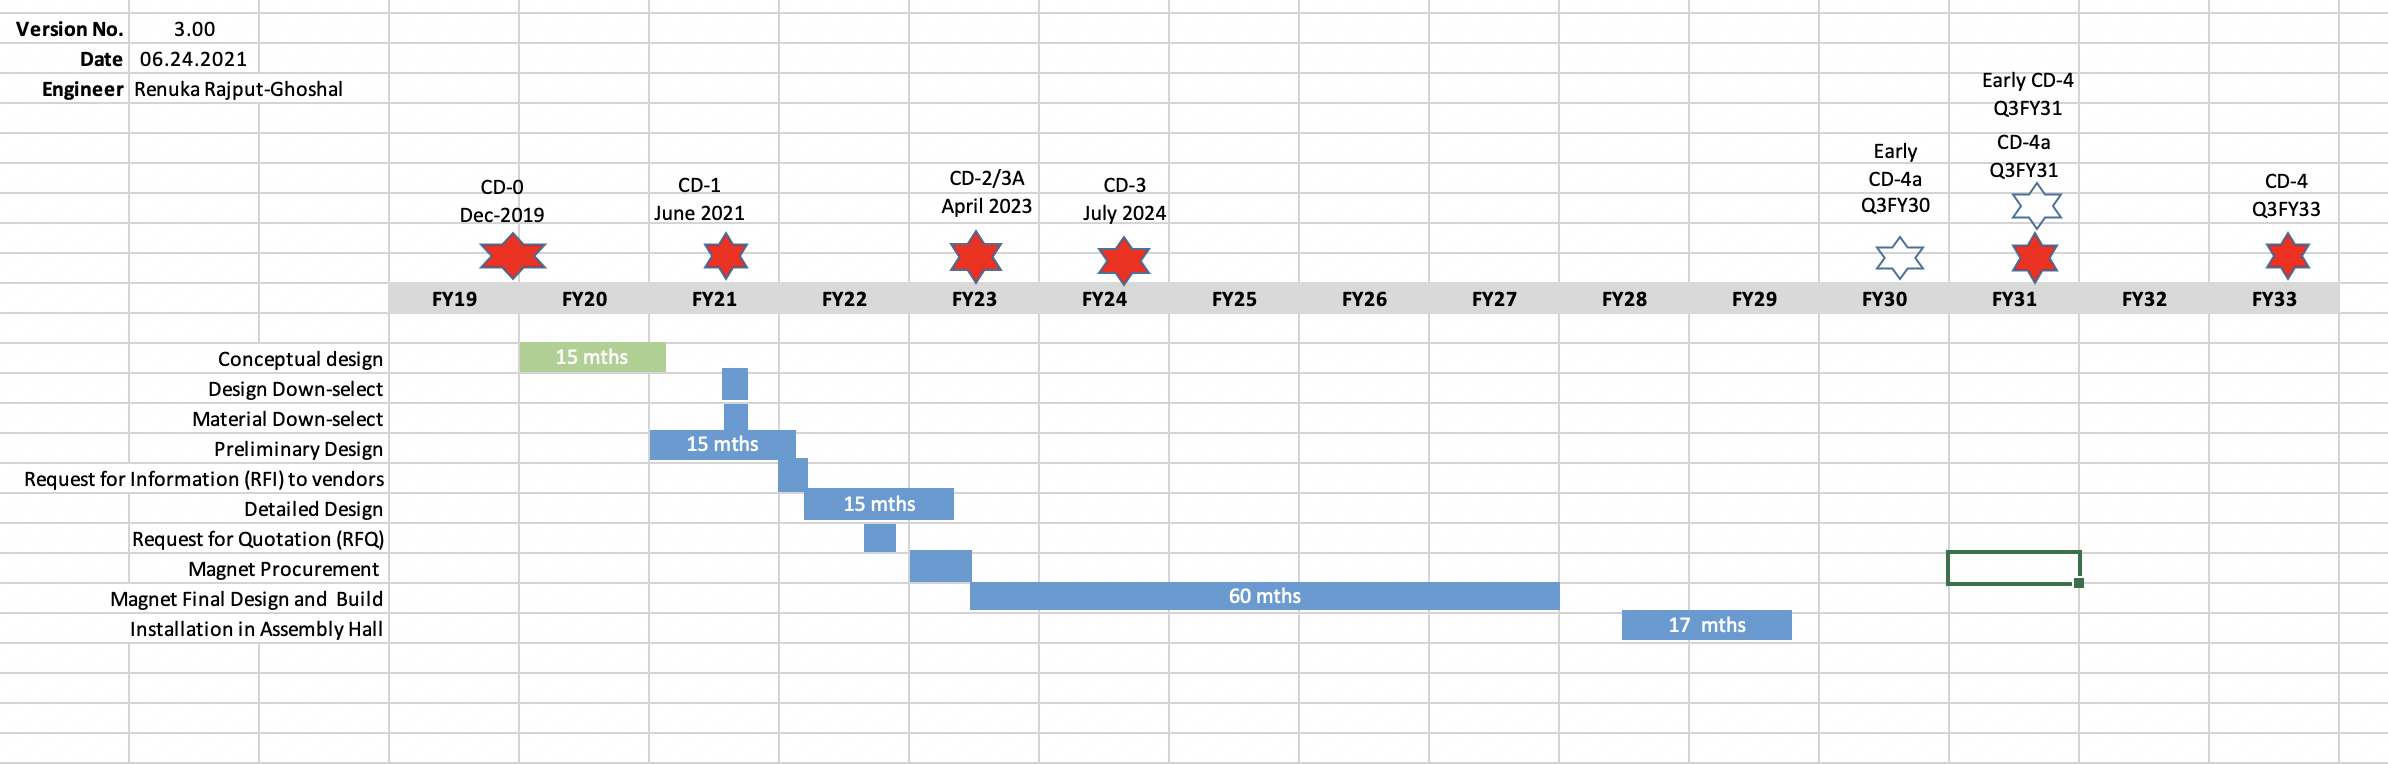 Version No. 3.00
Date 06.24.2021
Engineer Renuka Rajput-Ghoshal
Early CD-4
Q3FY31
CD-4a
Q3FY31
Early
CD-4a
Q3FY30
CD-0
Dec-2019
CD-1
June 2021
CD-2/3A
April 2023
CD-3
July 2024
CD-4
Q3FY33
FY19 FY20 FY21 FY22 FY23 FY24 FY25 FY26 FY27 FY28 FY29 FY30 FY31 FY32 FY33
Conceptual design 15 mths
Design Down-select
Material Down-select
Preliminary Design 15 mths
Request for Information (RFI) to vendors
Detailed Design 15 mths
Request for Quotation (RFQ)
Magnet Procurement
Magnet Final Design and Build 60 mths
Installation in Assembly Hall 17 mths